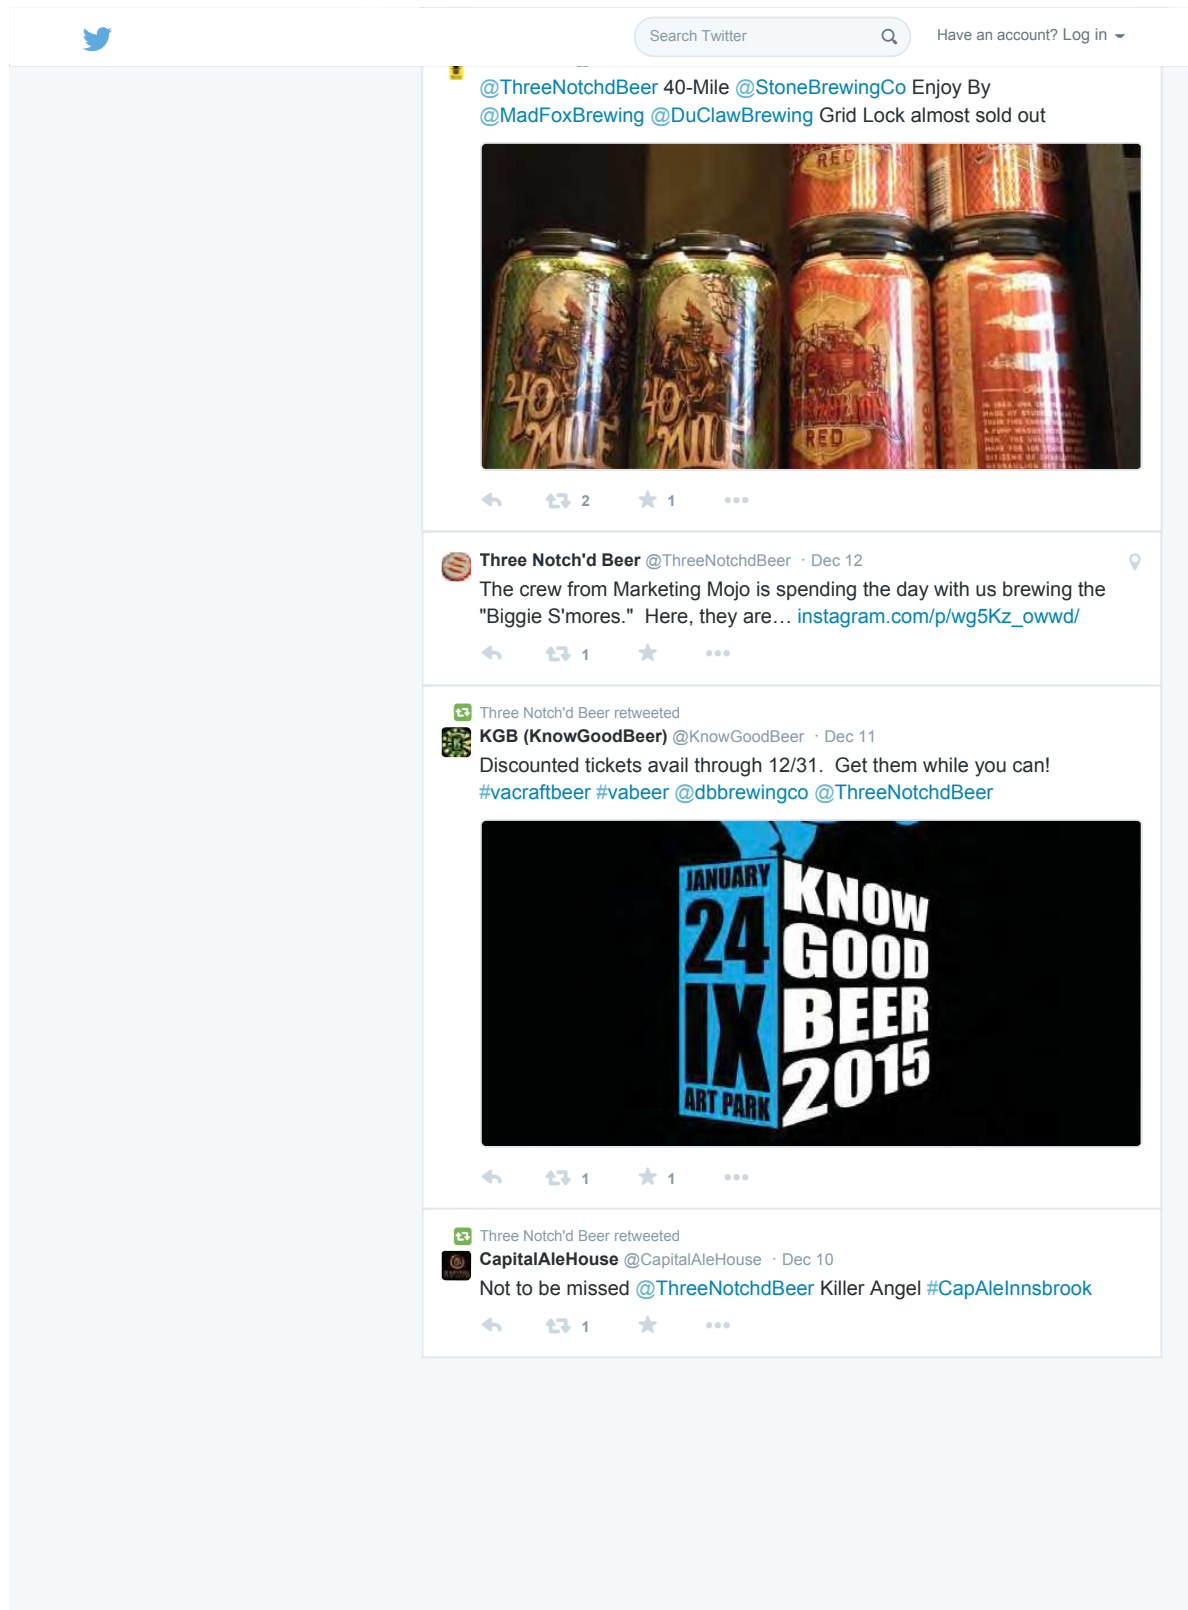 Search Twitter
Have an account? Log in
@ThreeNotchdBeer 40-Mile @StoneBrewingCo Enjoy By
@MadFoxBrewing @DuClawBrewing Grid Lock almost sold out
RED
40
MILE
40
MILE
RED
2
1
Three Notch'd Beer @ThreeNotchdBeer · Dec 12
The crew from Marketing Mojo is spending the day with us brewing the
"Biggie S'mores."  Here, they are… instagram.com/p/wg5Kz_owwd/
1
Three Notch'd Beer retweeted
KGB (KnowGoodBeer) @KnowGoodBeer · Dec 11
Discounted tickets avail through 12/31.  Get them while you can!
#vacraftbeer #vabeer @dbbrewingco @ThreeNotchdBeer
JANUARY
24
IX
ART PARK
KNOW
GOOD
BEER
2015
1
1
Three Notch'd Beer retweeted
CapitalAleHouse @CapitalAleHouse · Dec 10
Not to be missed @ThreeNotchdBeer Killer Angel #CapAleInnsbrook
1